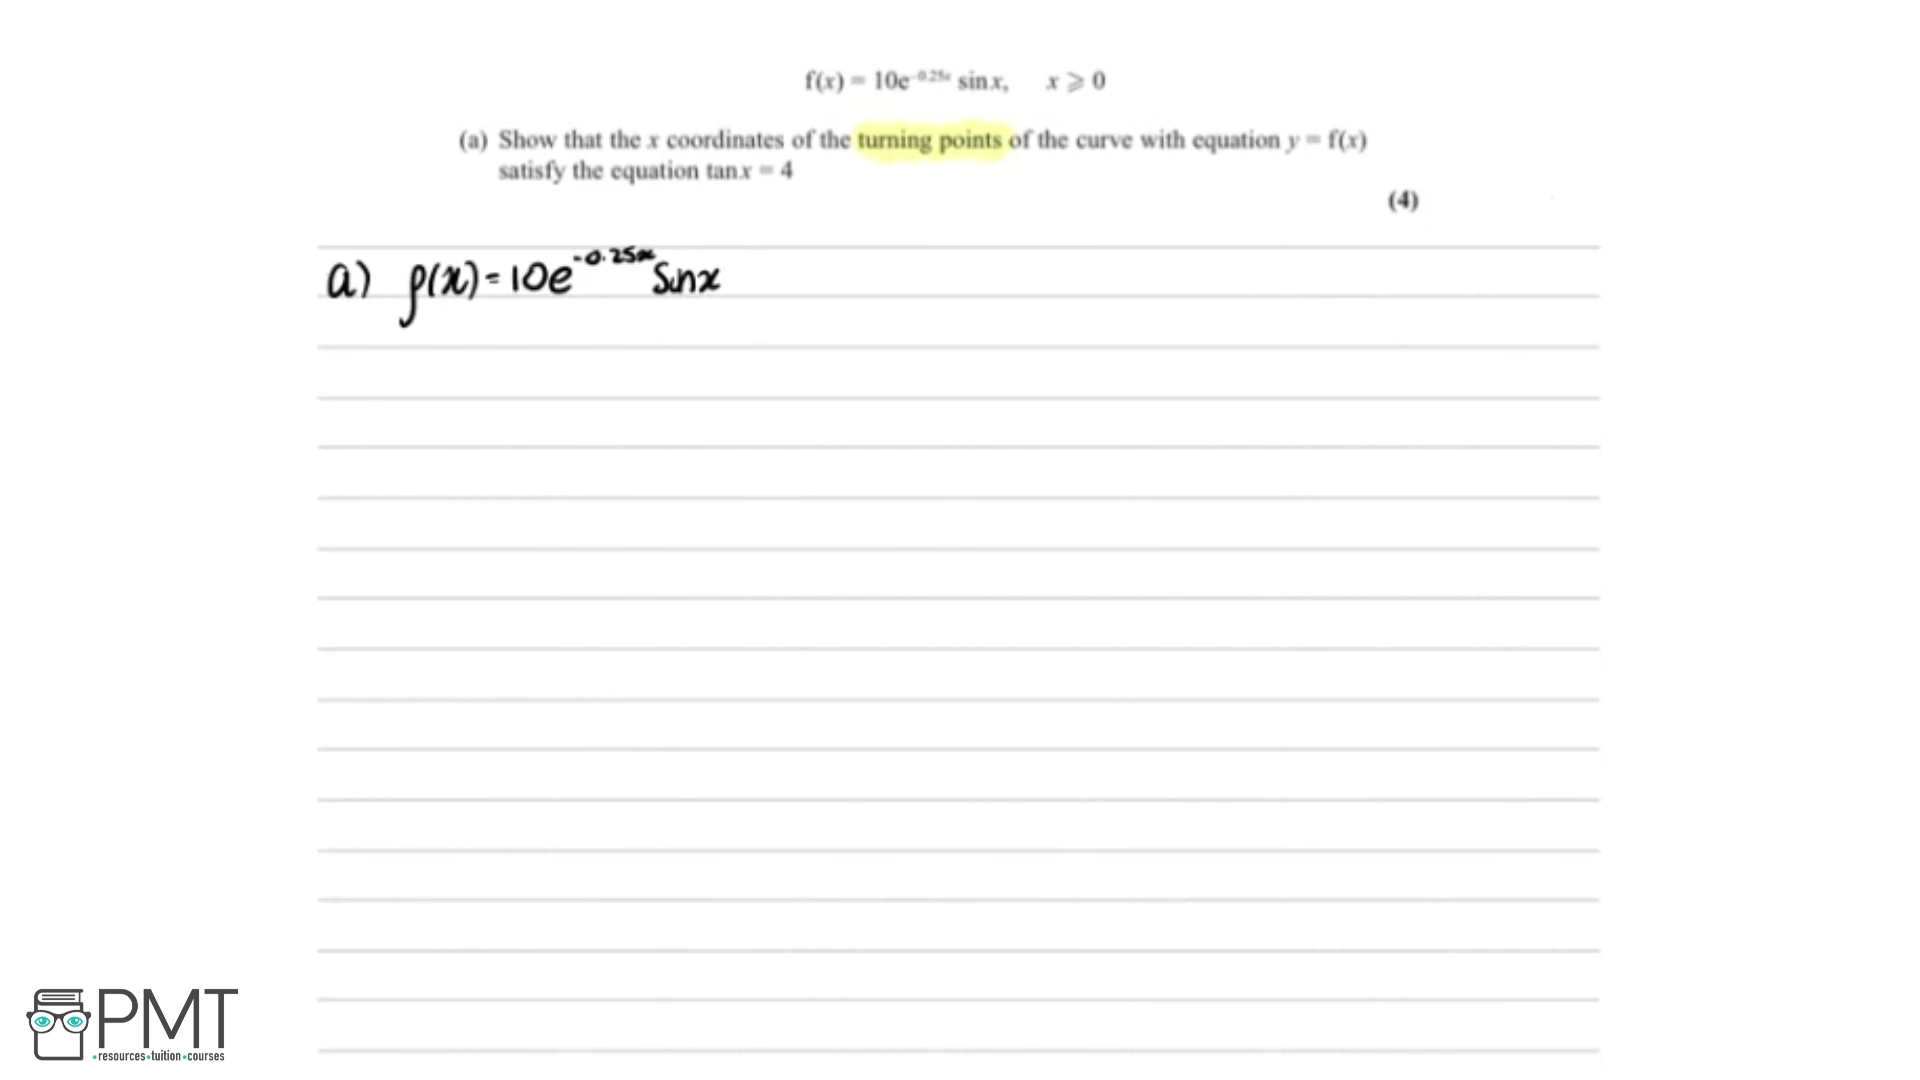 f(x) = 10e^{-0.25x} sin x,    x ⩾ 0
(a) Show that the x coordinates of the turning points of the curve with equation y = f(x)
satisfy the equation tan x = 4
(4)
a) f(x) = 10e^{-0.25x} sinx
PMT
•resources•tuition•courses